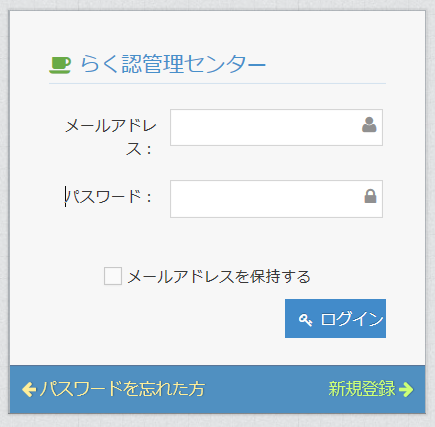 らく認管理センター
メールアドレ
ス：
パスワード：
メールアドレスを保持する
ログイン
パスワードを忘れた方
新規登録